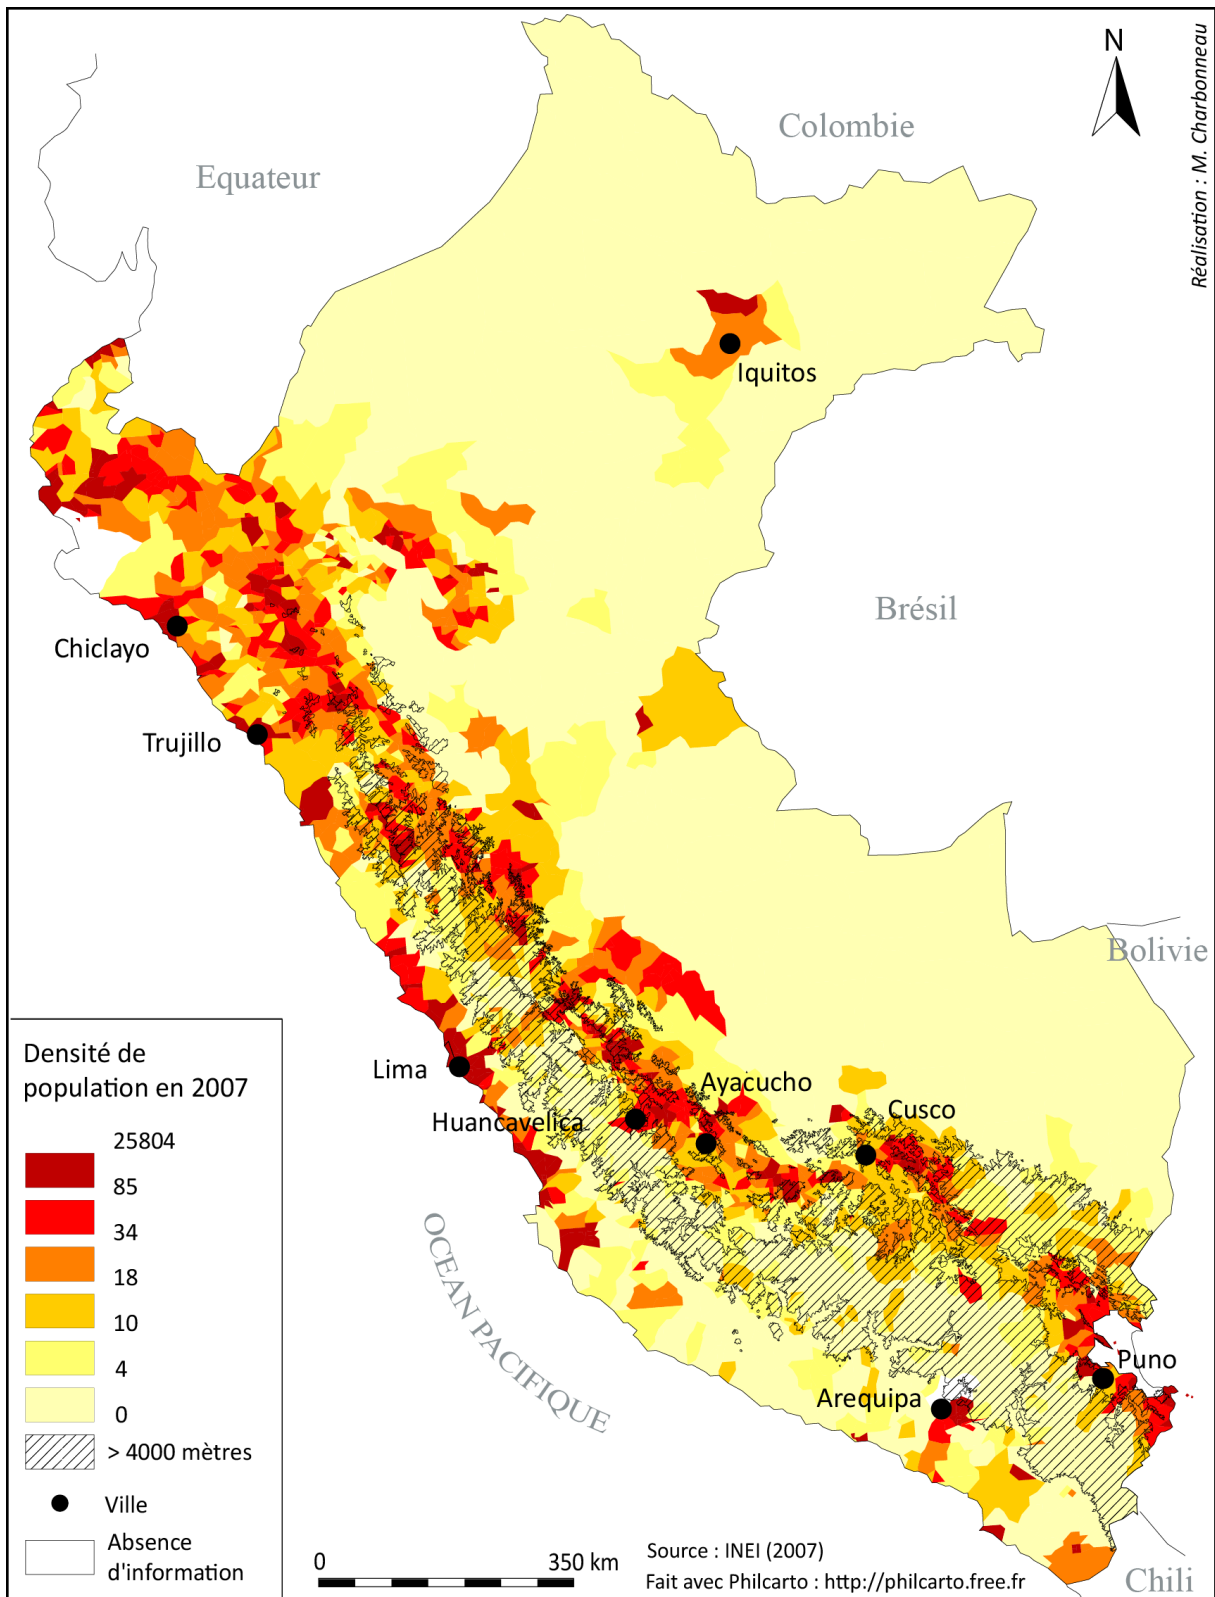 N
Réalisation : M. Charbonneau
Colombie
Equateur
Iquitos
Brésil
Chiclayo
Trujillo
Bolivie
Lima
Ayacucho
Huancavelica
Cusco
OCEAN PACIFIQUE
Puno
Arequipa
Chili
Densité de
population en 2007
25804
85
34
18
10
4
0
> 4000 mètres
Ville
Absence
d'information
0 350 km
Source : INEI (2007)
Fait avec Philcarto : http://philcarto.free.fr